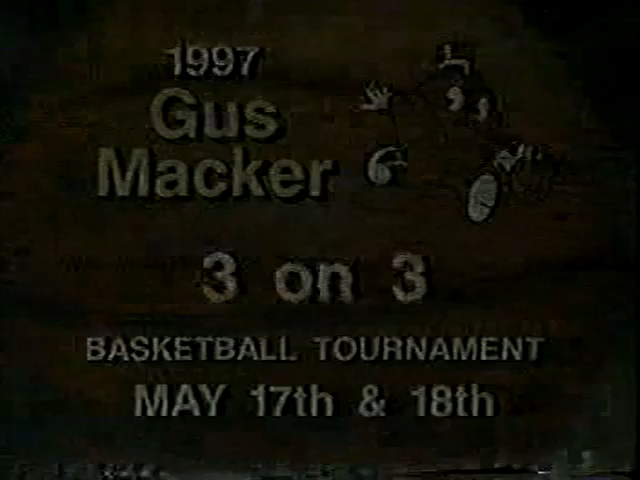 1997
Gus
Macker
3 on 3
BASKETBALL TOURNAMENT
MAY 17th & 18th